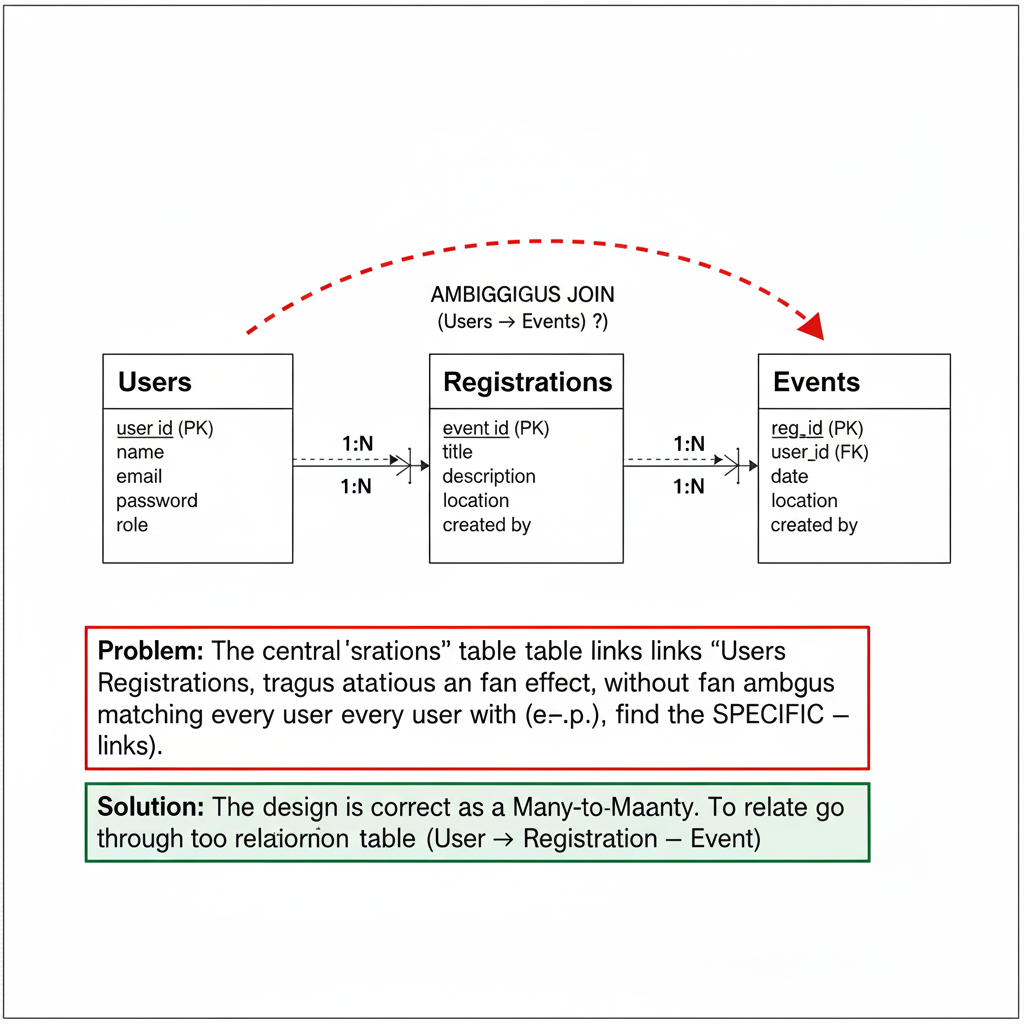 AMBIGGIGUS JOIN
(Users → Events) ?)
Users
user id (PK)
name
email
password
role
1:N
1:N
Registrations
event id (PK)
title
description
location
created by
1:N
1:N
Events
reg_id (PK)
user_id (FK)
date
location
created by
Problem: The central 'srations” table table links links “Users
Registrations, tragus atatious an fan effect, without fan ambgus
matching every user every user with (e–.p.), find the SPECIFIC –
links).
Solution: The design is correct as a Many-to-Maanty. To relate go
through too table (User → Registration – Event)